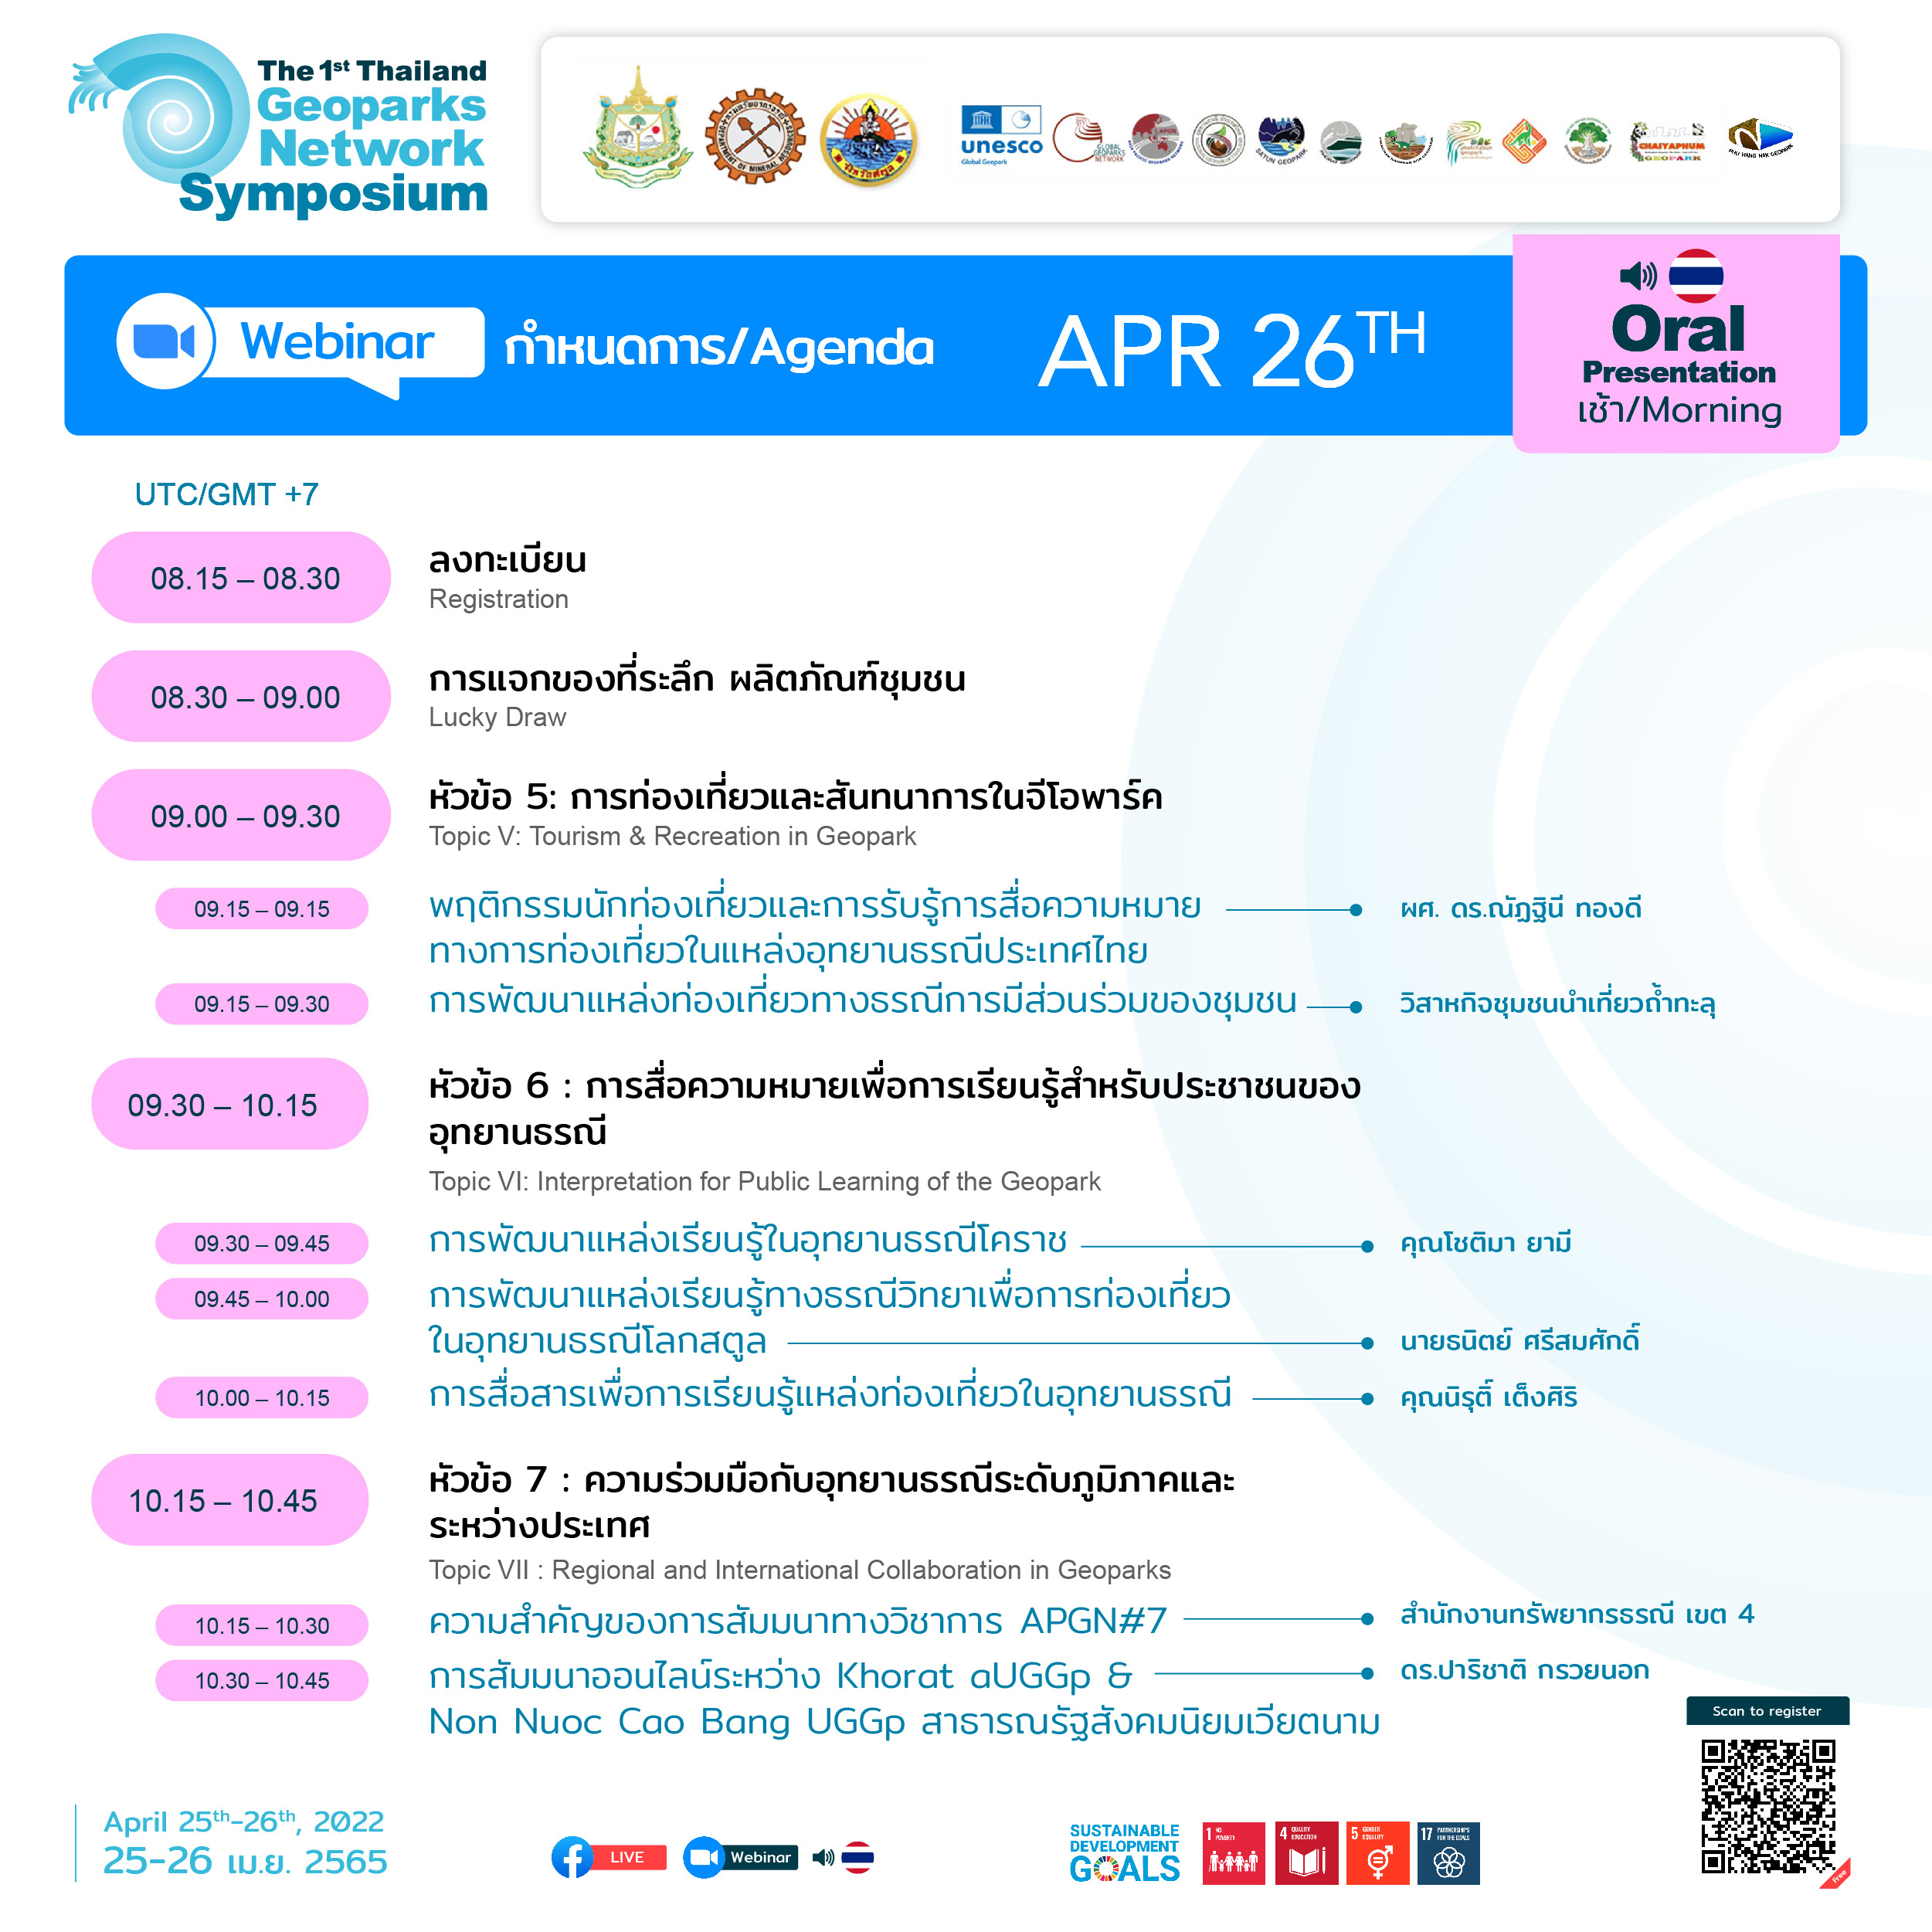 The 1st Thailand
Geoparks
Network
Symposium
unesco
Global Geopark
GLOBAL
GEOPARKS
NETWORK
APGN
SATUN GEOPARK
CHAIYAPHUM
GEOPARK
PHU HANG NAK GEOPARK
Webinar
กำหนดการ/Agenda
APR 26TH
Oral
Presentation
เช้า/Morning
UTC/GMT +7
08.15 – 08.30
ลงทะเบียน
Registration
08.30 – 09.00
การแจกของที่ระลึก ผลิตภัณฑ์ชุมชน
Lucky Draw
09.00 – 09.30
หัวข้อ 5: การท่องเที่ยวและสันทนาการในจีโอพาร์ค
Topic V: Tourism & Recreation in Geopark
09.15 – 09.15
พฤติกรรมนักท่องเที่ยวและการรับรู้การสื่อความหมาย
ผศ. ดร.ณัฏฐินี ทองดี
ทางการท่องเที่ยวในแหล่งอุทยานธรณีประเทศไทย
09.15 – 09.30
การพัฒนาแหล่งท่องเที่ยวทางธรณีการมีส่วนร่วมของชุมชน
วิสาหกิจชุมชนนำเที่ยวถ้ำทะลุ
09.30 – 10.15
หัวข้อ 6 : การสื่อความหมายเพื่อการเรียนรู้สำหรับประชาชนของ
อุทยานธรณี
Topic VI: Interpretation for Public Learning of the Geopark
09.30 – 09.45
การพัฒนาแหล่งเรียนรู้ในอุทยานธรณีโคราช
คุณโชติมา ยามี
09.45 – 10.00
การพัฒนาแหล่งเรียนรู้ทางธรณีวิทยาเพื่อการท่องเที่ยว
ในอุทยานธรณีโลกสตูล
นายธนิตย์ ศรีสมศักดิ์
10.00 – 10.15
การสื่อสารเพื่อการเรียนรู้แหล่งท่องเที่ยวในอุทยานธรณี
คุณนิรุติ์ เต็งศิริ
10.15 – 10.45
หัวข้อ 7 : ความร่วมมือกับอุทยานธรณีระดับภูมิภาคและ
ระหว่างประเทศ
Topic VII : Regional and International Collaboration in Geoparks
10.15 – 10.30
ความสำคัญของการสัมมนาทางวิชาการ APGN#7
สำนักงานทรัพยากรธรณี เขต 4
10.30 – 10.45
การสัมมนาออนไลน์ระหว่าง Khorat aUGGp &
ดร.ปาริชาติ กรวยนอก
Non Nuoc Cao Bang UGGp สาธารณรัฐสังคมนิยมเวียตนาม
Scan to register
Free
April 25th-26th, 2022
25-26 เม.ย. 2565
LIVE
Webinar
SUSTAINABLE
DEVELOPMENT
GOALS
1 NO POVERTY
4 QUALITY EDUCATION
5 GENDER EQUALITY
17 PARTNERSHIPS FOR THE GOALS